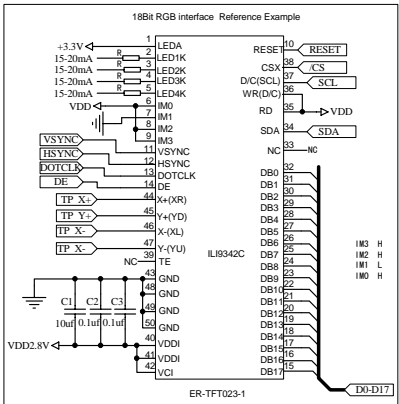 18Bit RGB interface Reference Example
+3.3V 1 LEDA
15-20mA R 2 LED1K
15-20mA R 3 LED2K
15-20mA R 4 LED3K
15-20mA R 5 LED4K
VDD 6 IM0
7 IM1
8 IM2
9 IM3
VSYNC 11 VSYNC
HSYNC 12 HSYNC
DOTCLK 13 DOTCLK
DE 14 DE
TP X+ 44 X+(XR)
TP Y+ 45 Y+(YD)
TP X- 46 X-(XL)
TP X- 47 Y-(YU)
NC 39 TE
43 GND
48 GND
49 GND
50 GND
C1 C2 C3
10uf 0.1uf 0.1uf
VDD2.8V 40 VDDI
41 VDDI
42 VCI
RESET 10 RESET
CSX 38 /CS
D/C(SCL) 37 SCL
WR(D/C) 36
RD 35 VDD
SDA 34 SDA
NC 33 NC
DB0 32
DB1 31
DB2 30
DB3 29
DB4 28
DB5 27
DB6 26
DB7 25
DB8 24
DB9 23
DB10 22
DB11 21
DB12 20
DB13 19
DB14 18
DB15 17
DB16 16
DB17 15
ILI9342C
IM3 H
IM2 H
IM1 L
IM0 H
D0-D17
ER-TFT023-1